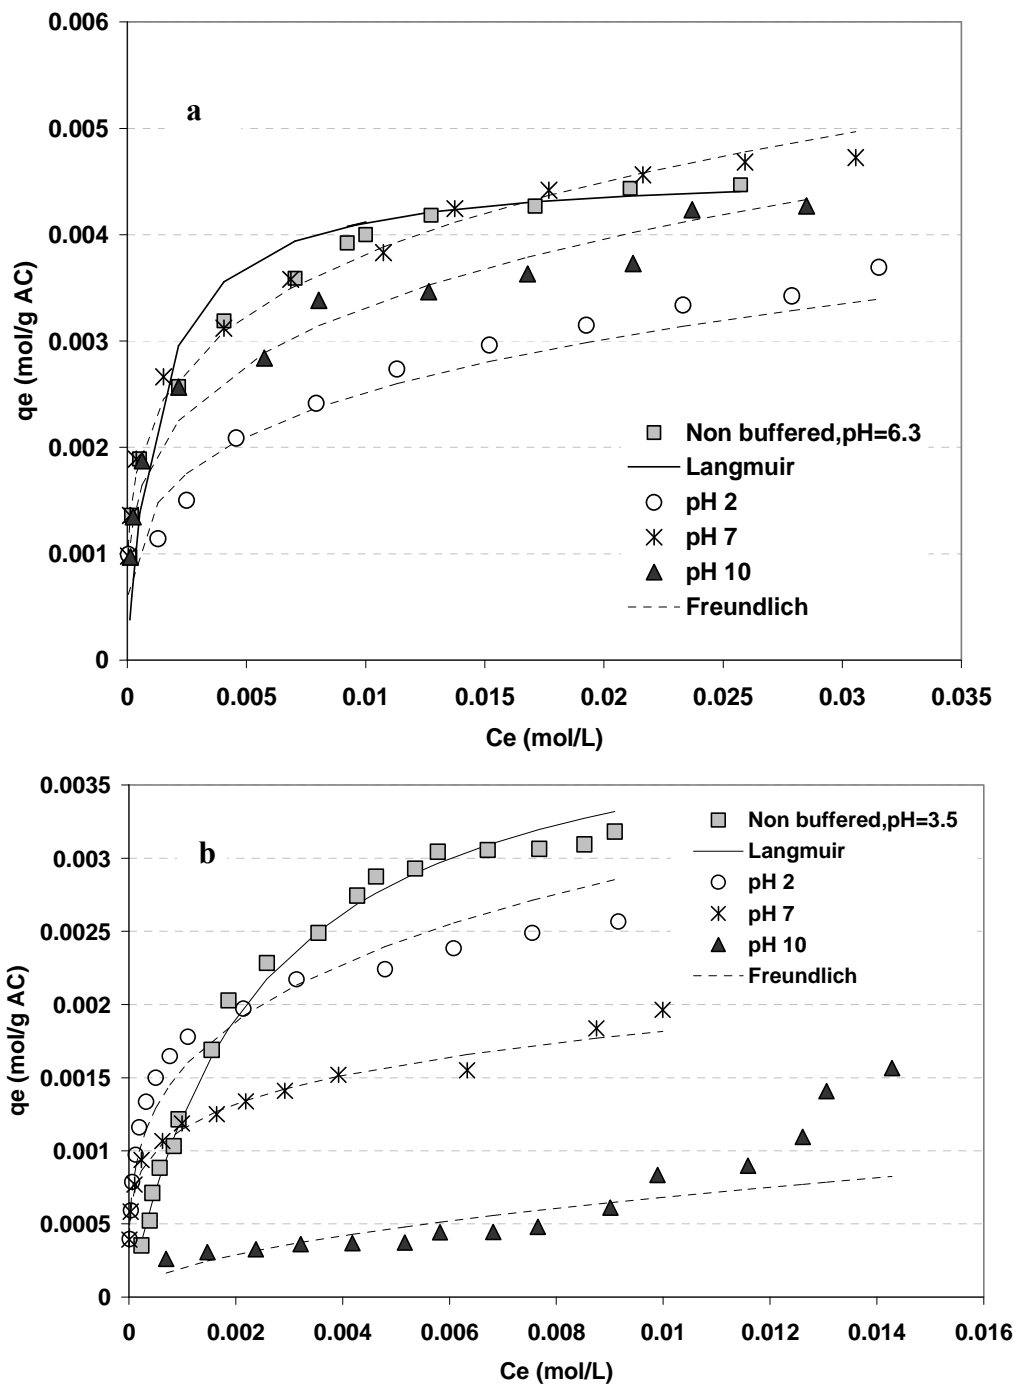 0.006
0.005
0.004
0.003
0.002
0.001
0
qe (mol/g AC)
a
Non buffered,pH=6.3
Langmuir
pH 2
pH 7
pH 10
Freundlich
0 0.005 0.01 0.015 0.02 0.025 0.03 0.035
Ce (mol/L)
0.0035
0.003
0.0025
0.002
0.0015
0.001
0.0005
0
qe (mol/g AC)
b
Non buffered,pH=3.5
Langmuir
pH 2
pH 7
pH 10
Freundlich
0 0.002 0.004 0.006 0.008 0.01 0.012 0.014 0.016
Ce (mol/L)